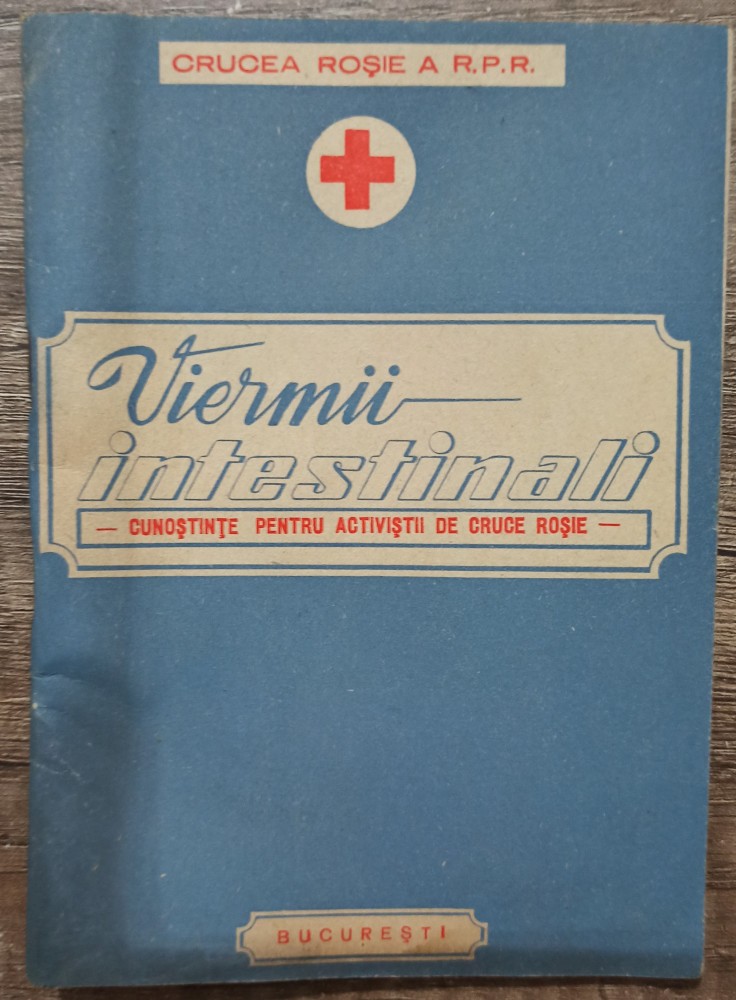 CRUCEA ROȘIE A R.P.R.
Viermii
intestinali
— CUNOȘTINȚE PENTRU ACTIVIȘTII DE CRUCE ROȘIE —
BUCUREȘTI